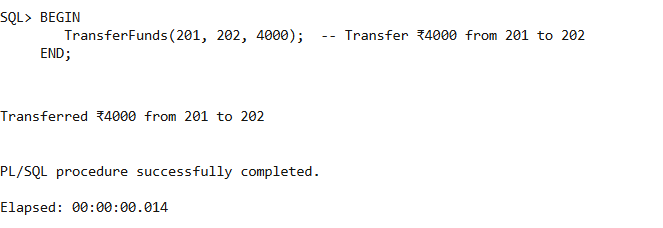 SQL> BEGIN
        TransferFunds(201, 202, 4000);  -- Transfer ₹4000 from 201 to 202
     END;
Transferred ₹4000 from 201 to 202
PL/SQL procedure successfully completed.
Elapsed: 00:00:00.014